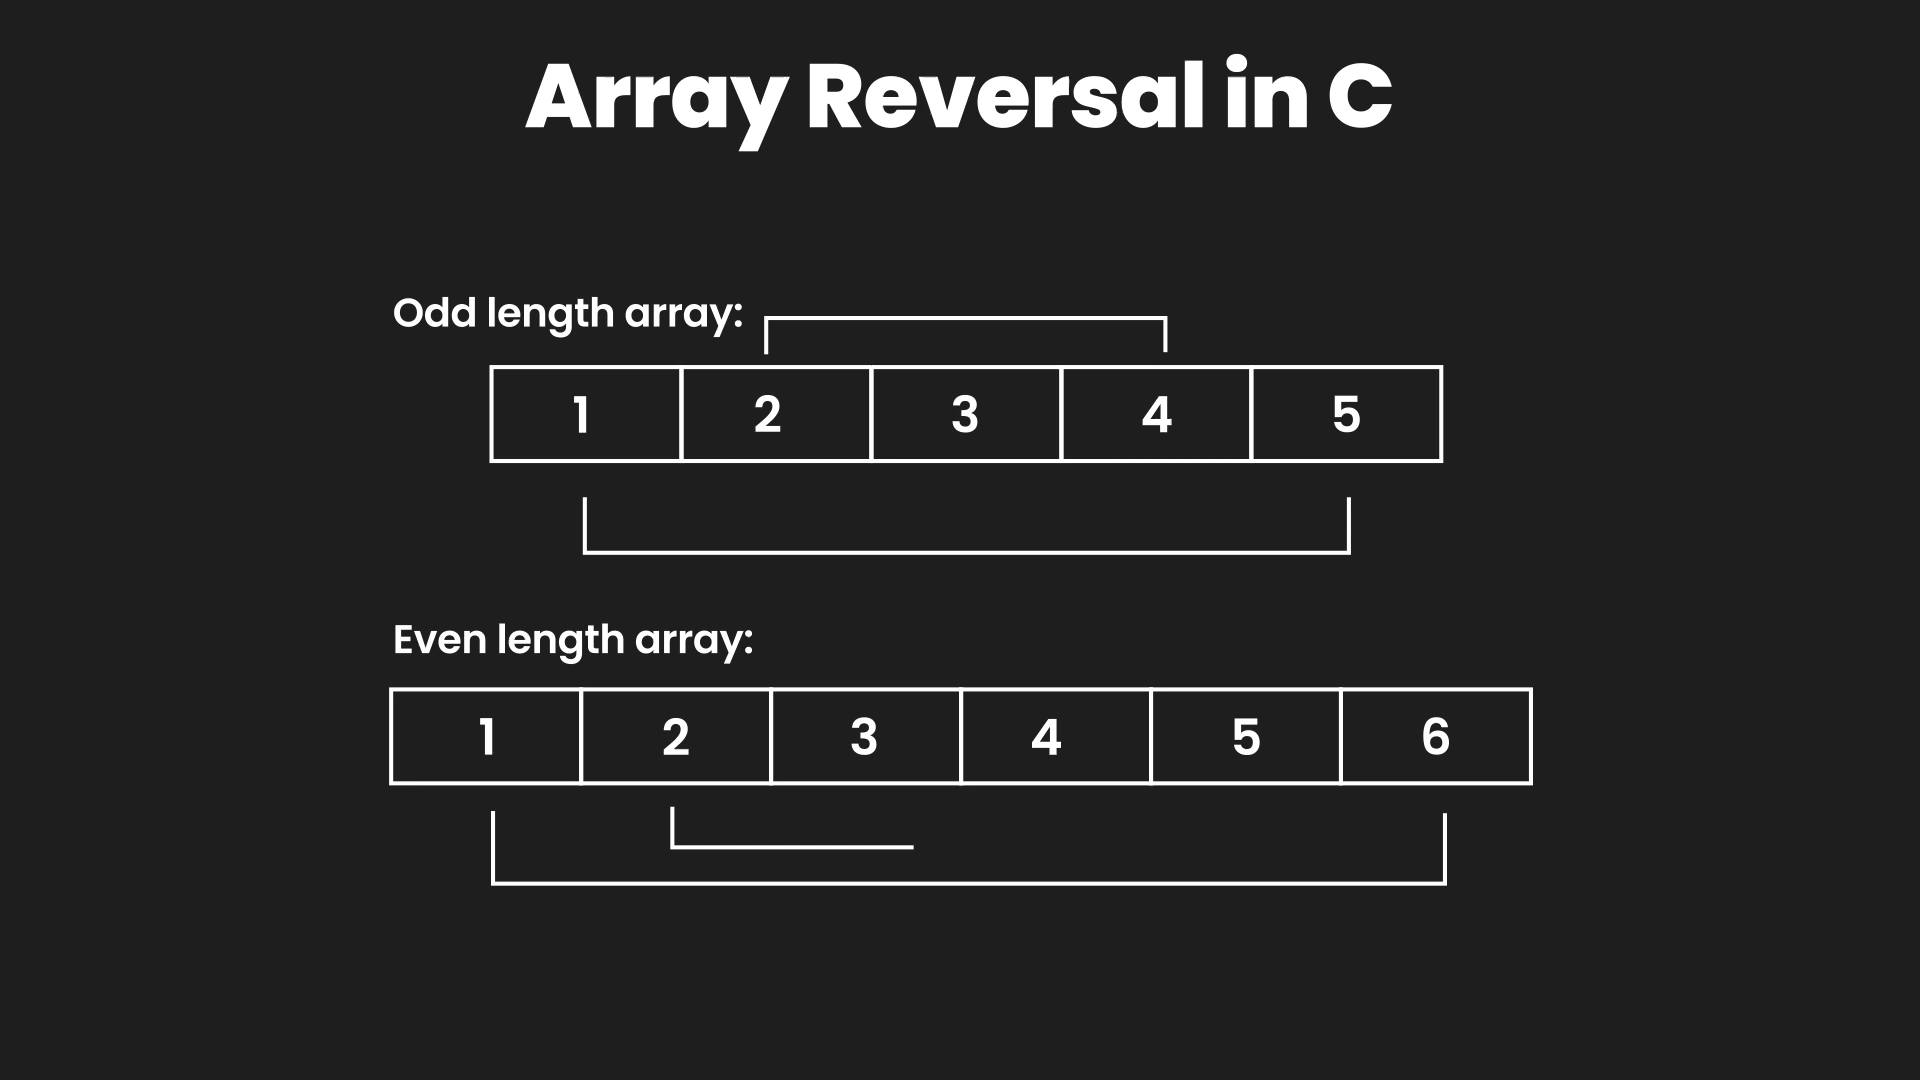 Array Reversal in C
Odd length array:
1 2 3 4 5
Even length array:
1 2 3 4 5 6